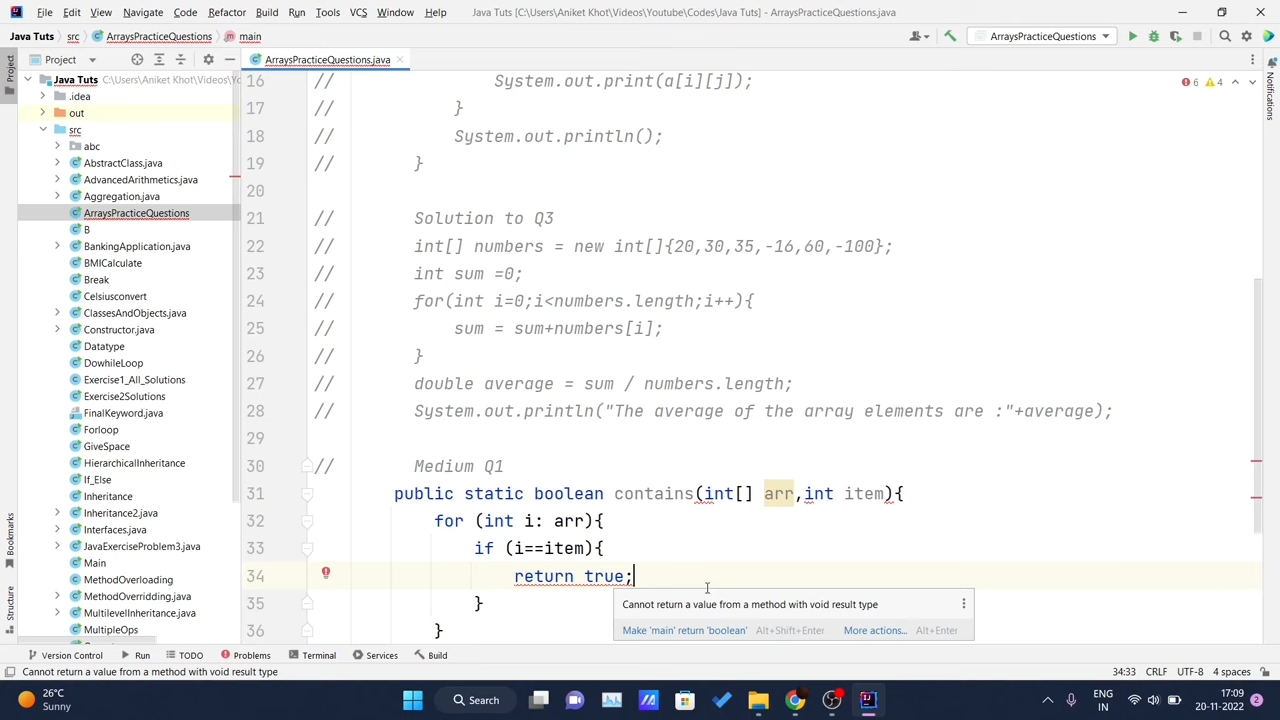 File Edit View Navigate Code Refactor Build Run Tools VCS Window Help Java Tuts [C:\Users\Aniket Khot\Videos\Youtube\Codes\Java Tuts] - ArraysPracticeQuestions.java
Java Tuts src ArraysPracticeQuestions main ArraysPracticeQuestions
Project
Project
ArraysPracticeQuestions.java
Notifications
Java Tuts C:\Users\Aniket Khot\Videos\Yo
.idea
out
src
abc
AbstractClass.java
AdvancedArithmetics.java
Aggregation.java
ArraysPracticeQuestions
B
BankingApplication.java
BMICalculate
Break
Celsiusconvert
ClassesAndObjects.java
Constructor.java
Datatype
DowhileLoop
Exercise1_All_Solutions
Exercise2Solutions
FinalKeyword.java
Forloop
GiveSpace
HierarchicalInheritance
If_Else
Inheritance
Inheritance2.java
Interfaces.java
JavaExerciseProblem3.java
Main
MethodOverloading
MethodOverridding.java
MultilevelInheritance.java
MultipleOps
Bookmarks
Structure
6 4
16 // System.out.print(a[i][j]);
17 // }
18 // System.out.println();
19 // }
20
21 // Solution to Q3
22 // int[] numbers = new int[]{20,30,35,-16,60,-100};
23 // int sum =0;
24 // for(int i=0;i<numbers.length;i++){
25 // sum = sum+numbers[i];
26 // }
27 // double average = sum / numbers.length;
28 // System.out.println("The average of the array elements are :"+average);
29
30 // Medium Q1
31 public static boolean contains(int[] arr,int item){
32 for (int i: arr){
33 if (i==item){
34 return true;
35 }
36 }
Cannot return a value from a method with void result type
Make 'main' return 'boolean' Alt+Shift+Enter More actions... Alt+Enter
Version Control Run TODO Problems Terminal Services Build
Cannot return a value from a method with void result type 34:33 CRLF UTF-8 4 spaces
26°C
Sunny
Search
ENG
IN
17:09
20-11-2022
2